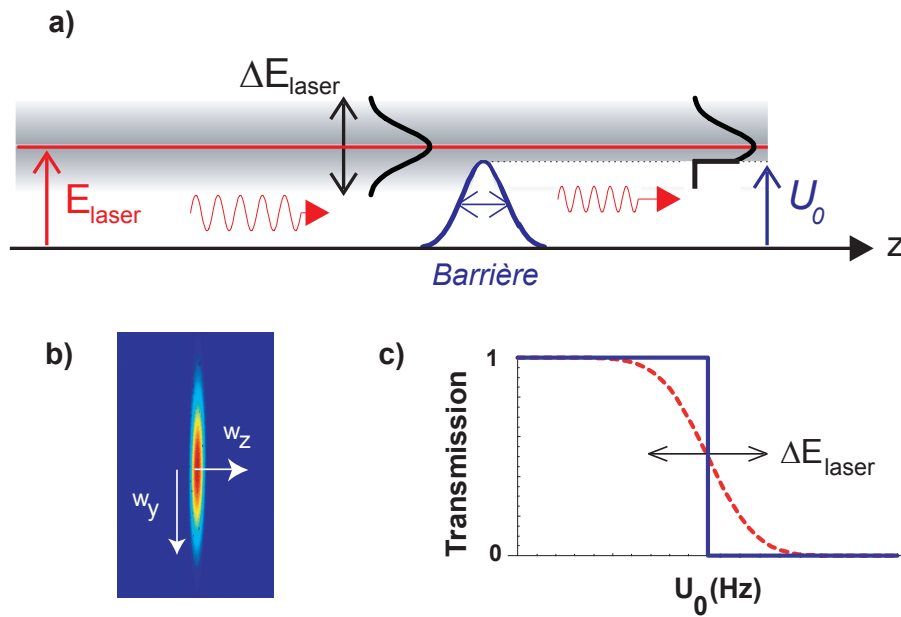 a)
ΔE_laser
E_laser
U_0
z
Barrière
b)
w_z
w_y
c)
Transmission
1
0
ΔE_laser
U_0(Hz)